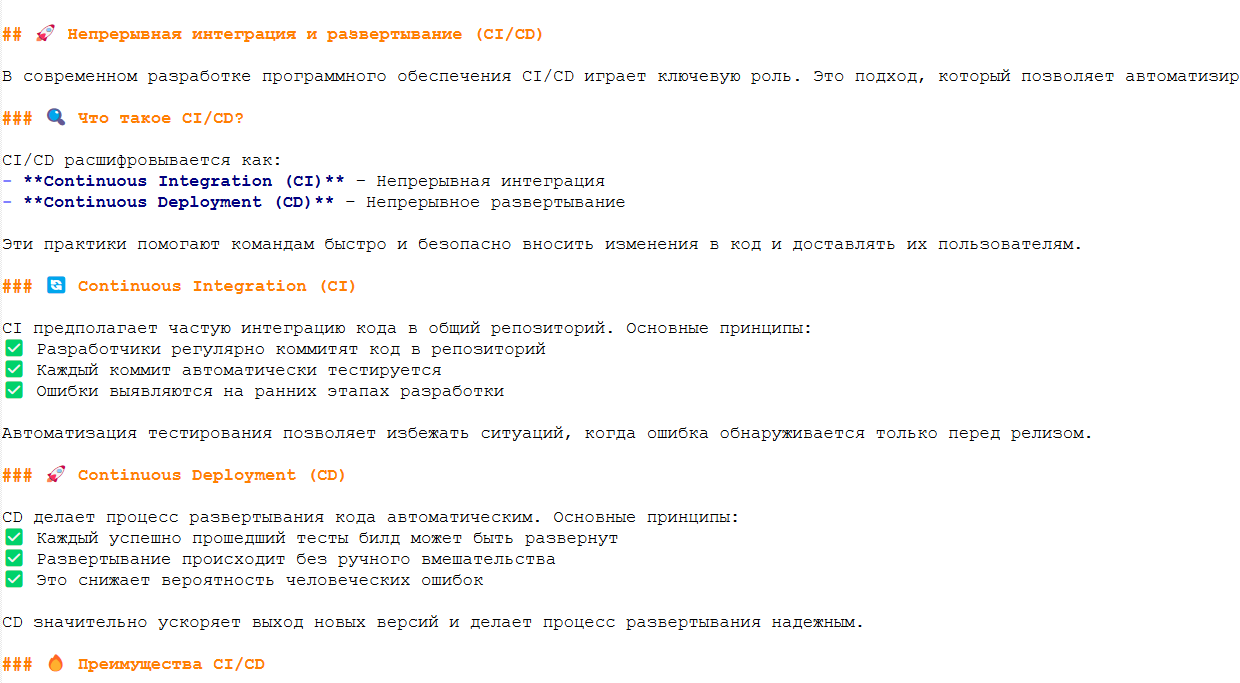 ## 🚀 Непрерывная интеграция и развертывание (CI/CD)
В современном разработке программного обеспечения CI/CD играет ключевую роль. Это подход, который позволяет автоматизир
### 🔍 Что такое CI/CD?
CI/CD расшифровывается как:
- **Continuous Integration (CI)** – Непрерывная интеграция
- **Continuous Deployment (CD)** – Непрерывное развертывание
Эти практики помогают командам быстро и безопасно вносить изменения в код и доставлять их пользователям.
### 🔄 Continuous Integration (CI)
CI предполагает частую интеграцию кода в общий репозиторий. Основные принципы:
✅ Разработчики регулярно коммитят код в репозиторий
✅ Каждый коммит автоматически тестируется
✅ Ошибки выявляются на ранних этапах разработки
Автоматизация тестирования позволяет избежать ситуаций, когда ошибка обнаруживается только перед релизом.
### 🚀 Continuous Deployment (CD)
CD делает процесс развертывания кода автоматическим. Основные принципы:
✅ Каждый успешно прошедший тесты билд может быть развернут
✅ Развертывание происходит без ручного вмешательства
✅ Это снижает вероятность человеческих ошибок
CD значительно ускоряет выход новых версий и делает процесс развертывания надежным.
### 🔥 Преимущества CI/CD